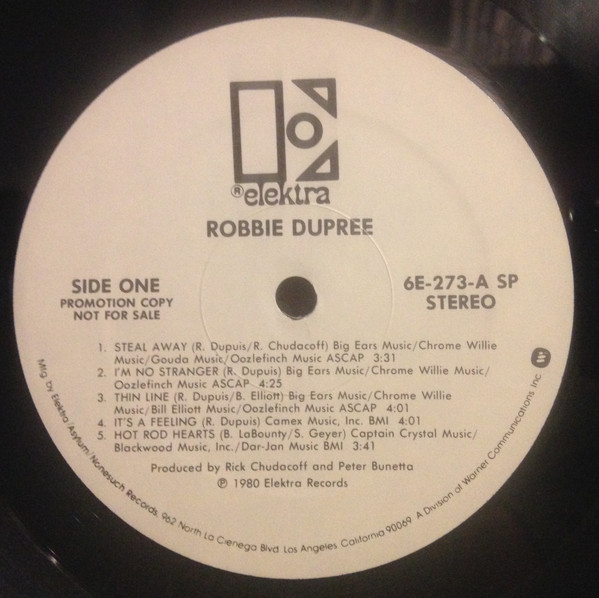 ® elektra
ROBBIE DUPREE
SIDE ONE
PROMOTION COPY
NOT FOR SALE
6E-273-A SP
STEREO
1. STEAL AWAY (R. Dupuis/R. Chudacoff) Big Ears Music/Chrome Willie
Music/Gouda Music/Oozlefinch Music ASCAP 3:31
2. I'M NO STRANGER (R. Dupuis) Big Ears Music/Chrome Willie Music/
Oozlefinch Music ASCAP 4:25
3. THIN LINE (R. Dupuis/B. Elliott) Big Ears Music/Chrome Willie
Music/Bill Elliott Music/Oozlefinch Music ASCAP 4:01
4. IT'S A FEELING (R. Dupuis) Camex Music, Inc. BMI 4:01
5. HOT ROD HEARTS (B. LaBounty/S. Geyer) Captain Crystal Music/
Blackwood Music, Inc./Dar-Jan Music BMI 3:41
Produced by Rick Chudacoff and Peter Bunetta
℗ 1980 Elektra Records
Mfg. by Elektra/Asylum/Nonesuch Records, 962 North La Cienega Blvd. Los Angeles, California 90069 A Division of Warner Communications Inc.